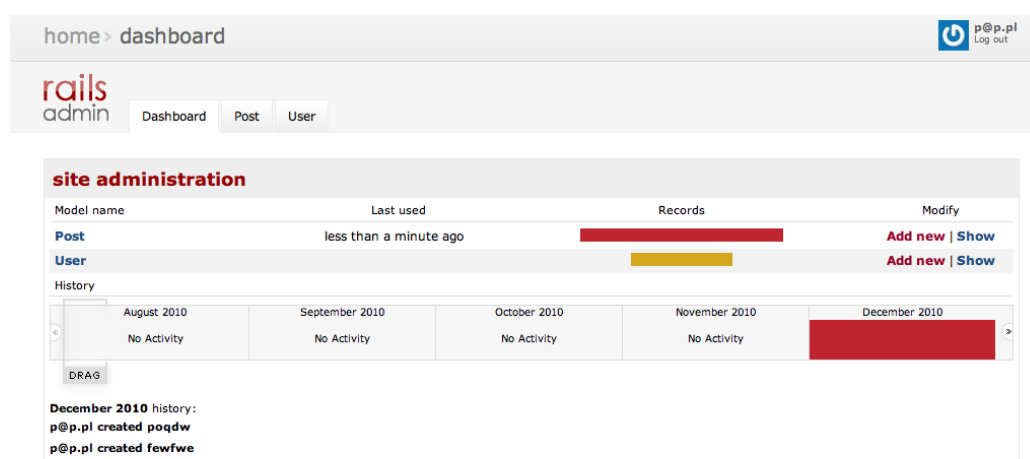 home > dashboard
p@p.pl
Log out
rails
admin
Dashboard Post User
site administration
Model name Last used Records Modify
Post less than a minute ago Add new | Show
User Add new | Show
History
August 2010 September 2010 October 2010 November 2010 December 2010
« No Activity No Activity No Activity No Activity »
DRAG
December 2010 history:
p@p.pl created poqdw
p@p.pl created fewfwe